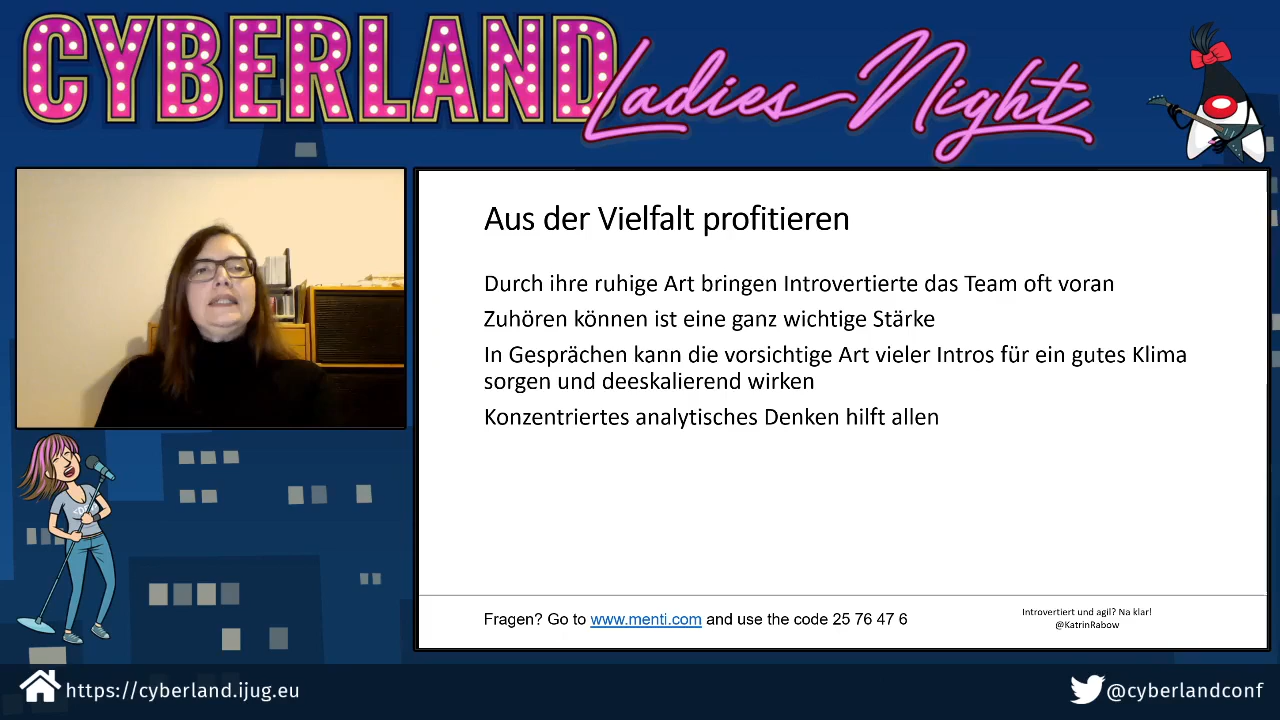 CYBERLAND Ladies Night
Aus der Vielfalt profitieren
Durch ihre ruhige Art bringen Introvertierte das Team oft voran
Zuhören können ist eine ganz wichtige Stärke
In Gesprächen kann die vorsichtige Art vieler Intros für ein gutes Klima
sorgen und deeskalierend wirken
Konzentriertes analytisches Denken hilft allen
Fragen? Go to www.menti.com and use the code 25 76 47 6
Introvertiert und agil? Na klar!
@KatrinRabow
https://cyberland.ijug.eu
@cyberlandconf